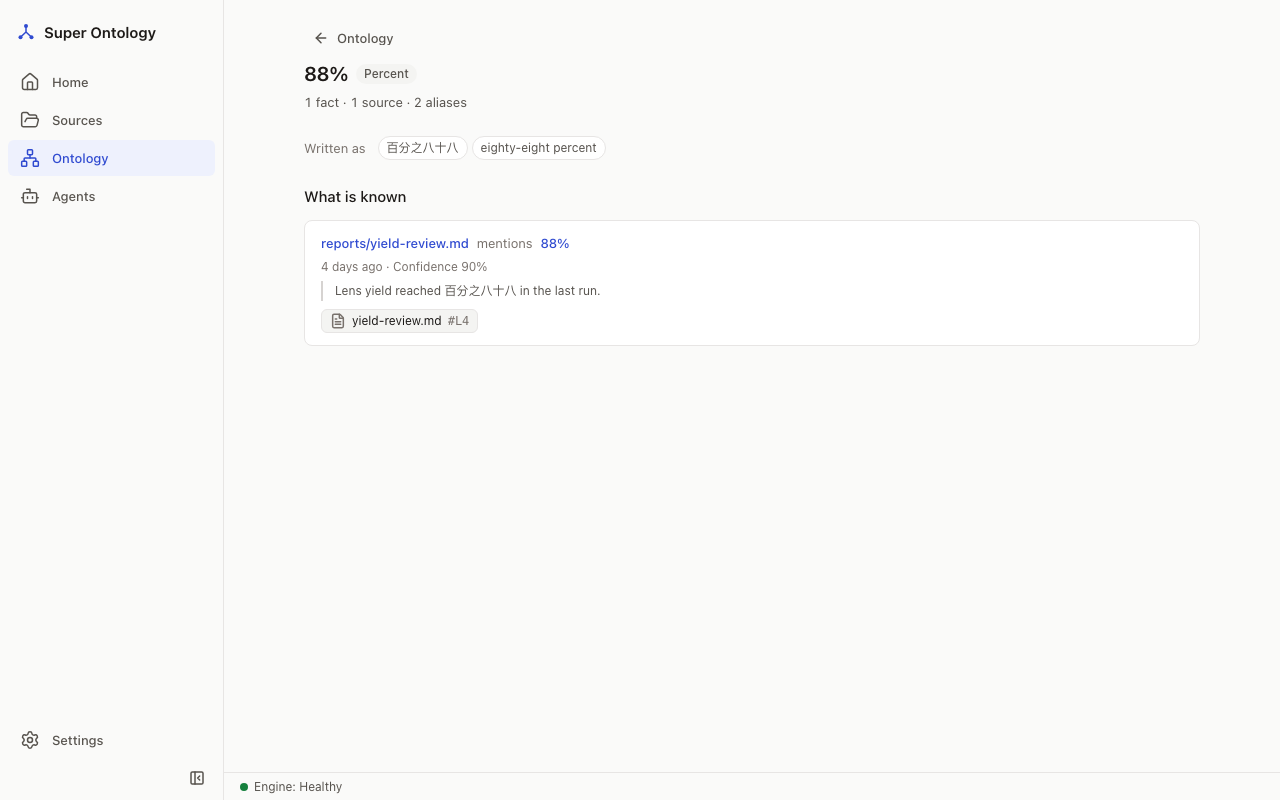 Super Ontology
Home
Sources
Ontology
Agents
Settings
Ontology
88% Percent
1 fact · 1 source · 2 aliases
Written as 百分之八十八 eighty-eight percent
What is known
reports/yield-review.md mentions 88%
4 days ago · Confidence 90%
Lens yield reached 百分之八十八 in the last run.
yield-review.md #L4
Engine: Healthy